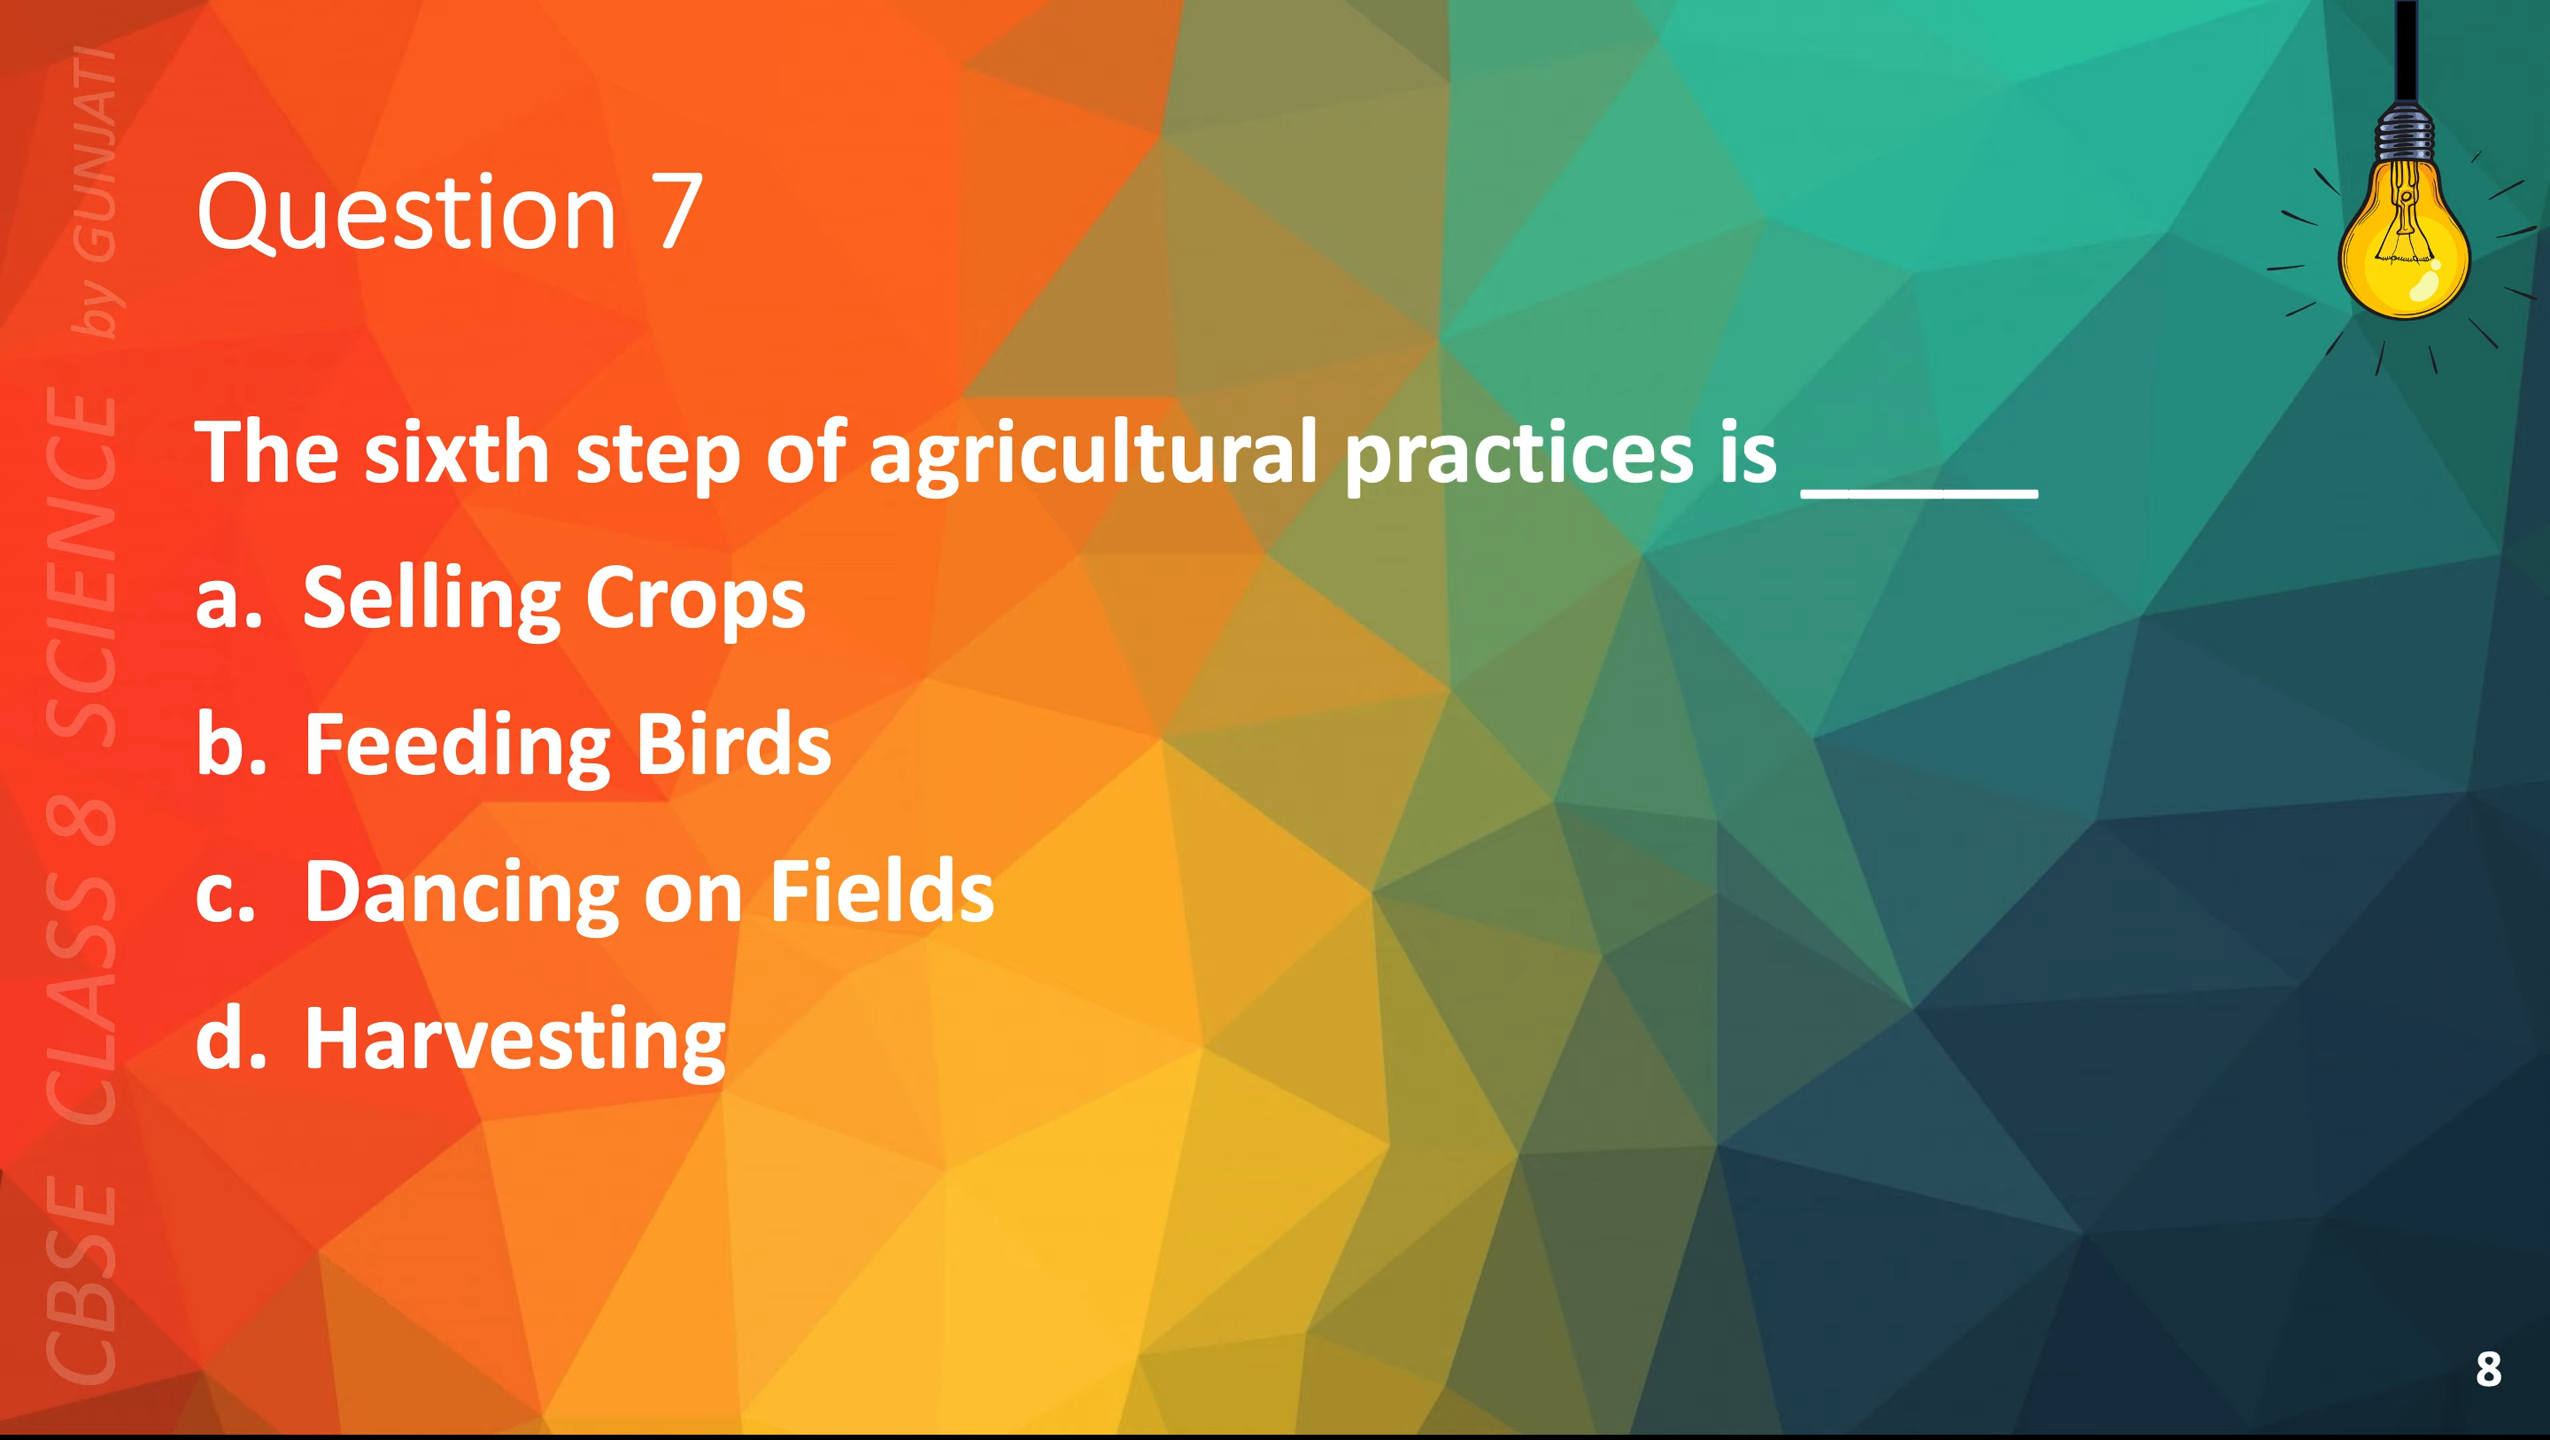 CBSE CLASS 8 SCIENCE by GUNJATI
Question 7
The sixth step of agricultural practices is ______
a. Selling Crops
b. Feeding Birds
c. Dancing on Fields
d. Harvesting
8